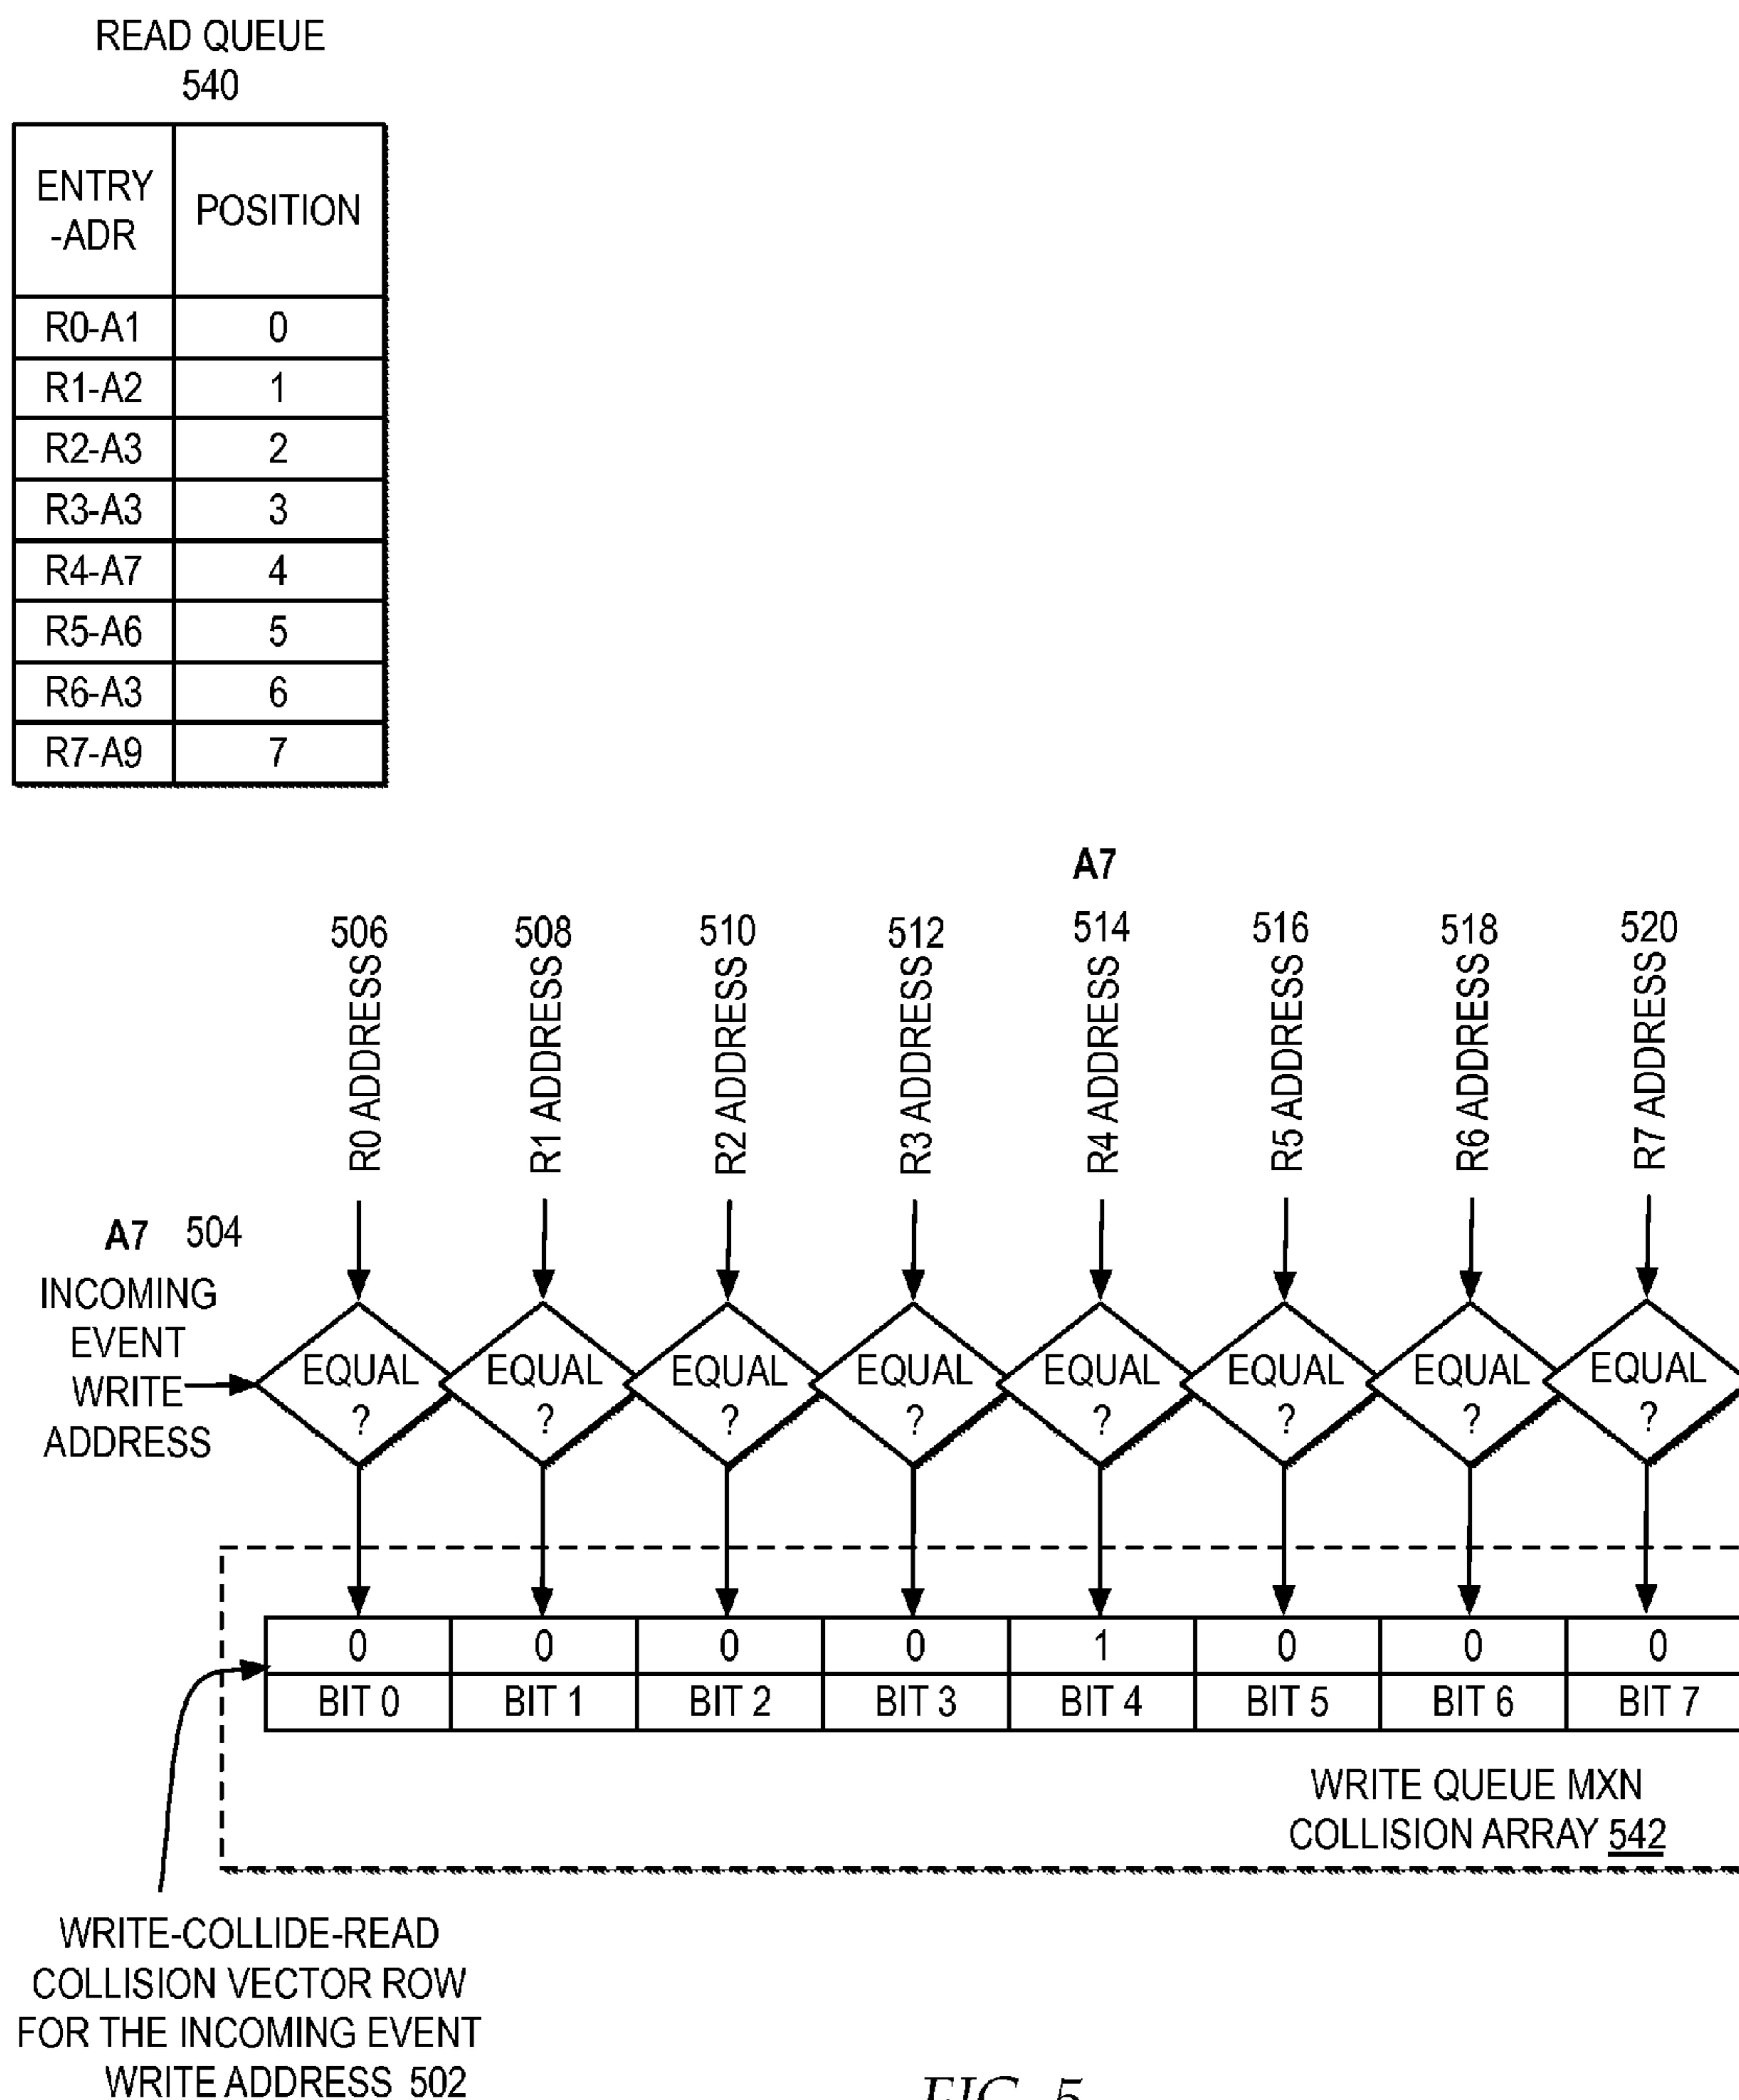 READ QUEUE
540
ENTRY
-ADR
POSITION
R0-A1 0
R1-A2 1
R2-A3 2
R3-A3 3
R4-A7 4
R5-A6 5
R6-A3 6
R7-A9 7
A7
506 508 510 512 514 516 518 520
R0 ADDRESS
R1 ADDRESS
R2 ADDRESS
R3 ADDRESS
R4 ADDRESS
R5 ADDRESS
R6 ADDRESS
R7 ADDRESS
A7 504
INCOMING
EVENT
WRITE
ADDRESS
EQUAL EQUAL EQUAL EQUAL EQUAL EQUAL EQUAL EQUAL
? ? ? ? ? ? ? ?
0 0 0 0 1 0 0 0
BIT 0 BIT 1 BIT 2 BIT 3 BIT 4 BIT 5 BIT 6 BIT 7
WRITE QUEUE MXN
COLLISION ARRAY 542
WRITE-COLLIDE-READ
COLLISION VECTOR ROW
FOR THE INCOMING EVENT
WRITE ADDRESS 502
FIG. 5